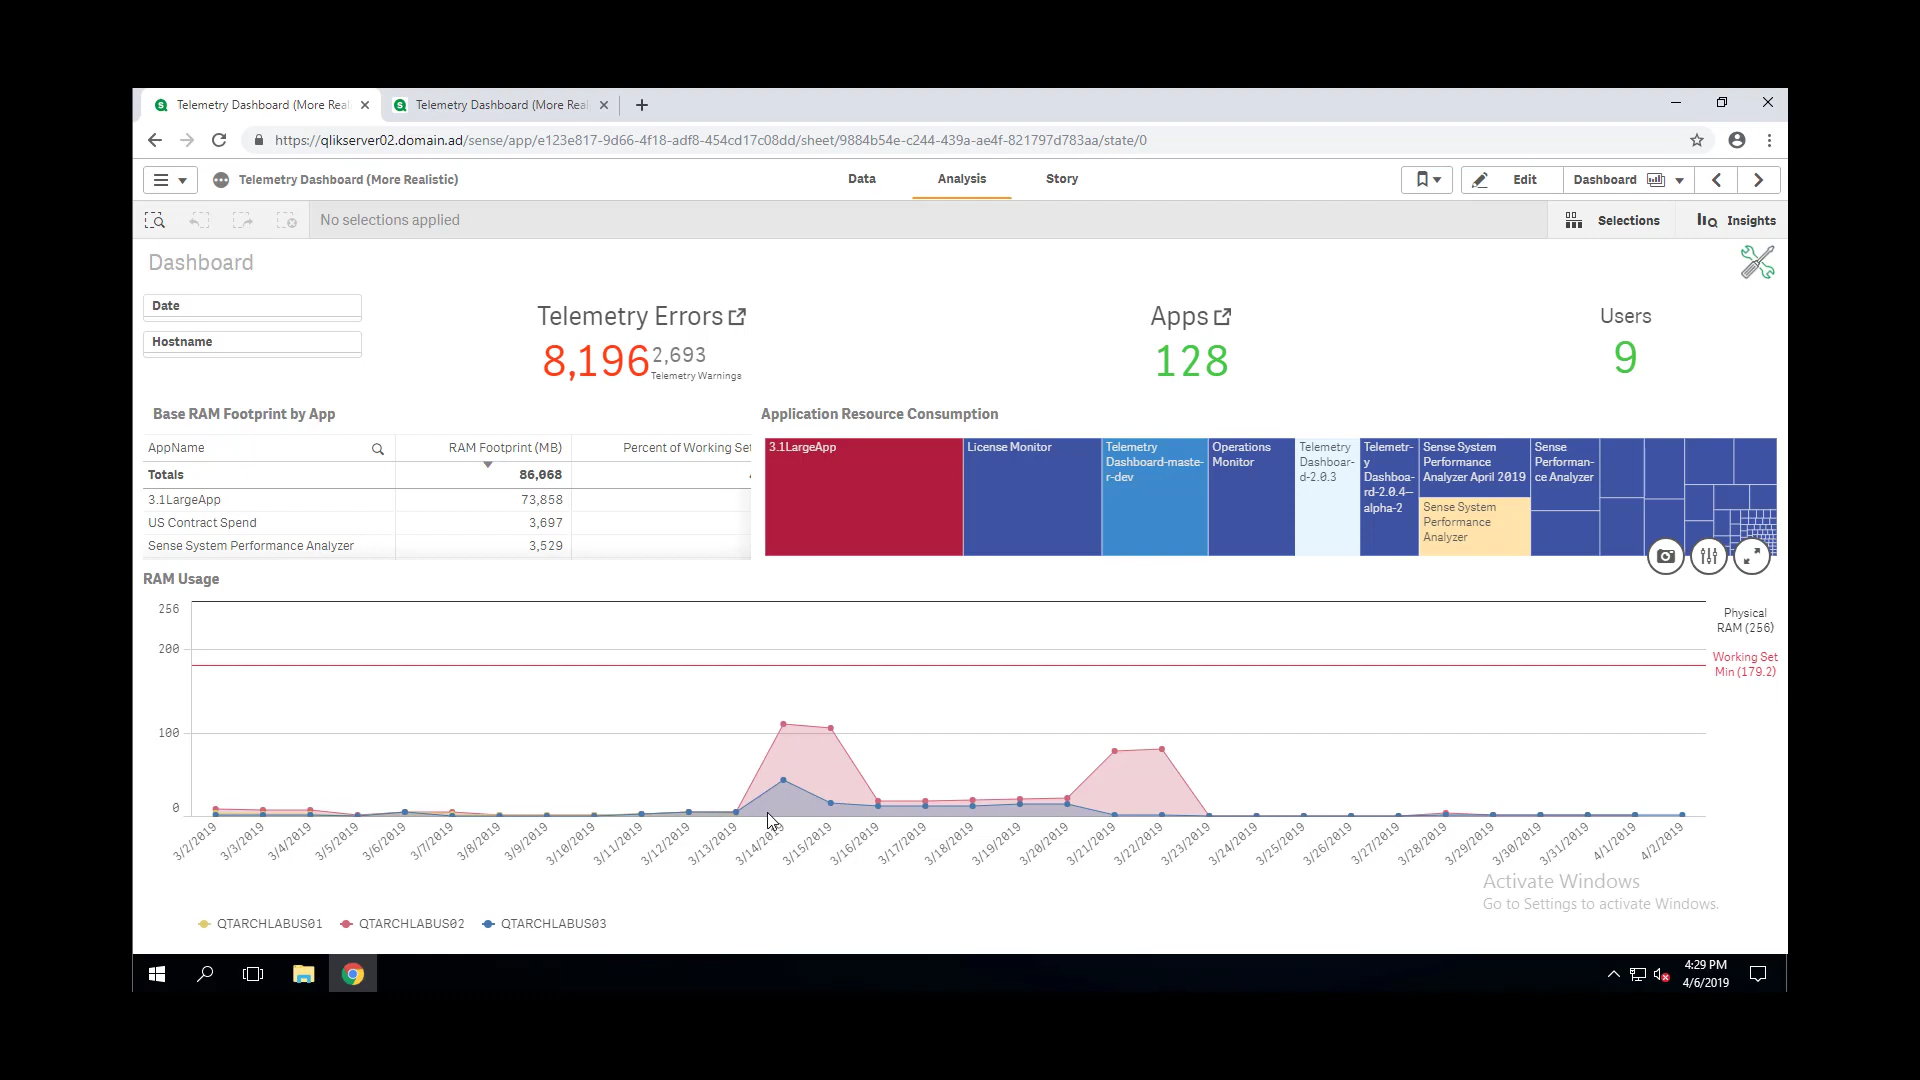 Telemetry Dashboard (More Real
Telemetry Dashboard (More Rea
https://qlikserver02.domain.ad/sense/app/e123e817-9d66-4f18-adf8-454cd17c08dd/sheet/9884b54e-c244-439a-ae4f-821797d783aa/state/0
Telemetry Dashboard (More Realistic)
Data
Analysis
Story
Edit
Dashboard
No selections applied
Selections
Insights
Dashboard
Date
Hostname
Telemetry Errors
8,196
2,693
Telemetry Warnings
Apps
128
Users
9
Base RAM Footprint by App
AppName RAM Footprint (MB) Percent of Working Set
Totals 86,068
3.1LargeApp 73,858
US Contract Spend 3,697
Sense System Performance Analyzer 3,529
Application Resource Consumption
3.1LargeApp
License Monitor
Telemetry
Dashboard-maste-
r-dev
Operations
Monitor
Telemetry
Dashboar-
d-2.0.3
Telemetr-
y
Dashboa-
rd-2.0.4–
alpha-2
Sense System
Performance
Analyzer April 2019
Sense System
Performance
Analyzer
Sense
Performan-
ce Analyzer
RAM Usage
256
200
100
0
Physical
RAM (256)
Working Set
Min (179.2)
3/2/2019 3/3/2019 3/4/2019 3/5/2019 3/6/2019 3/7/2019 3/8/2019 3/9/2019 3/10/2019 3/11/2019 3/12/2019 3/13/2019 3/14/2019 3/15/2019 3/16/2019 3/17/2019 3/18/2019 3/19/2019 3/20/2019 3/21/2019 3/22/2019 3/23/2019 3/24/2019 3/25/2019 3/26/2019 3/27/2019 3/28/2019 3/29/2019 3/30/2019 3/31/2019 4/1/2019 4/2/2019
Activate Windows
Go to Settings to activate Windows.
QTARCHLABUS01 QTARCHLABUS02 QTARCHLABUS03
4:29 PM
4/6/2019